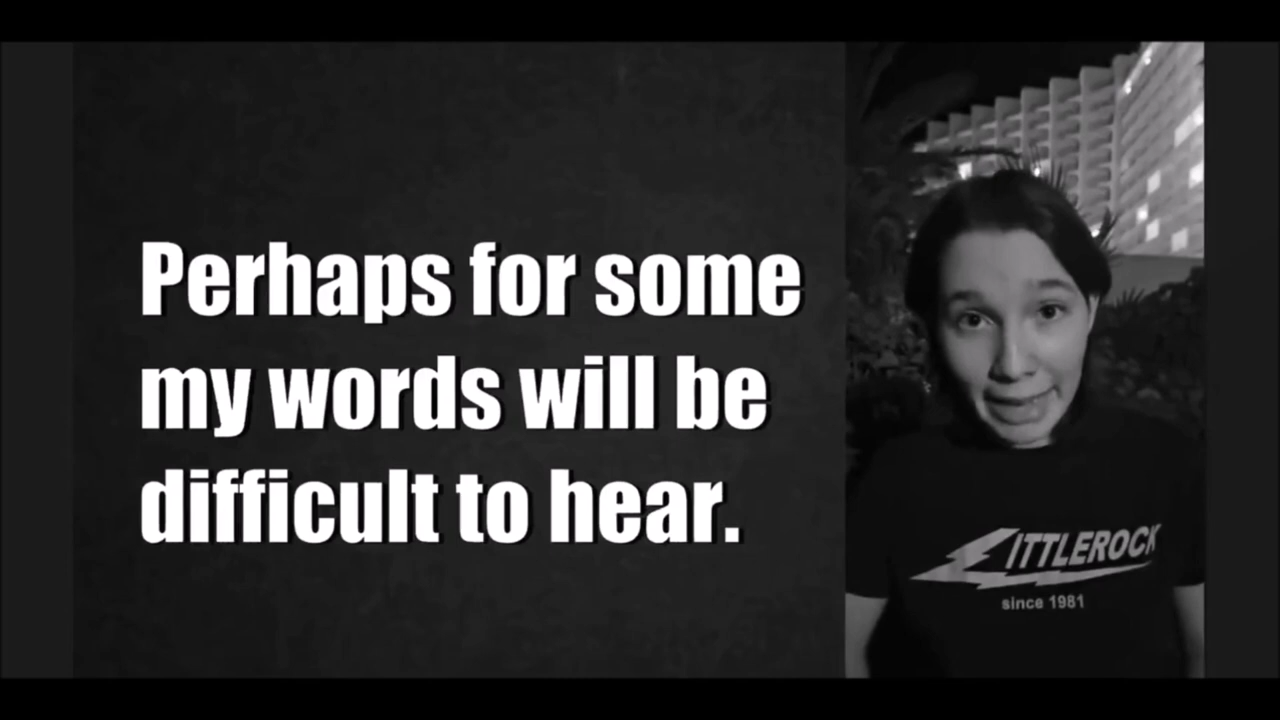 Perhaps for some
my words will be
difficult to hear.
LITTLEROCK
since 1981